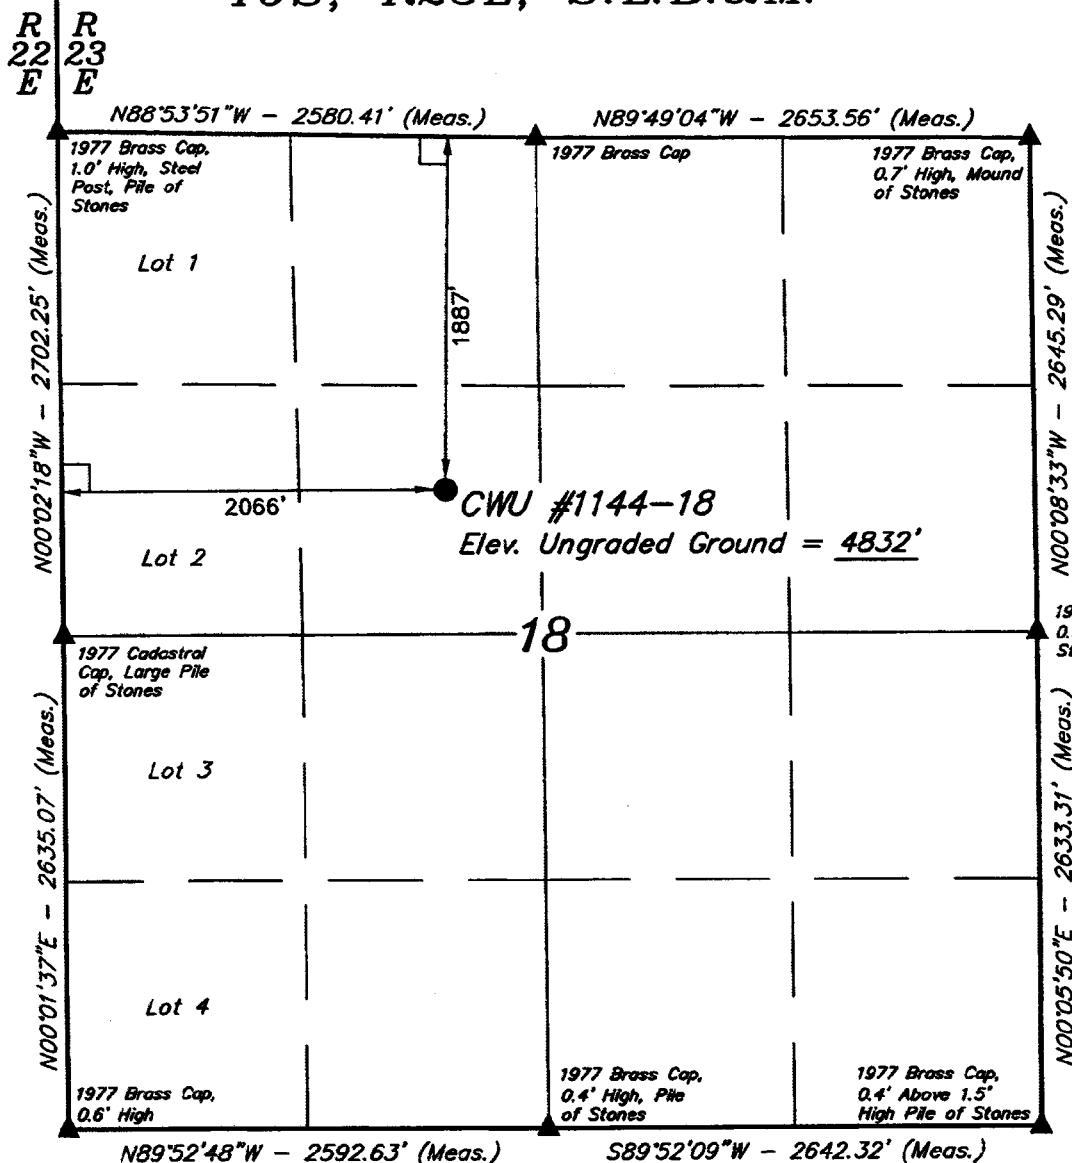 R R
22 23
E E
N88°53'51"W - 2580.41' (Meas.)
N89°49'04"W - 2653.56' (Meas.)
1977 Brass Cap,
1.0' High, Steel
Post, Pile of
Stones
1977 Brass Cap
1977 Brass Cap,
0.7' High, Mound
of Stones
N00°02'18"W - 2702.25' (Meas.)
Lot 1
1887'
N00°08'33"W - 2645.29' (Meas.)
2066'
CWU #1144-18
Elev. Ungraded Ground = 4832'
Lot 2
18
1977 Cadastral
Cap, Large Pile
of Stones
N00°01'37"E - 2635.07' (Meas.)
Lot 3
N00°05'50"E - 2633.31' (Meas.)
Lot 4
1977 Brass Cap,
0.6' High
1977 Brass Cap,
0.4' High, Pile
of Stones
1977 Brass Cap,
0.4' Above 1.5'
High Pile of Stones
N89°52'48"W - 2592.63' (Meas.)
S89°52'09"W - 2642.32' (Meas.)